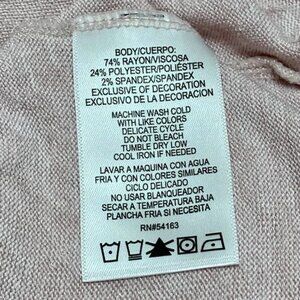 BODY/CUERPO:
74% RAYON/VISCOSA
24% POLYESTER/POLIÉSTER
2% SPANDEX/SPANDEX
EXCLUSIVE OF DECORATION
EXCLUSIVO DE LA DECORACION
MACHINE WASH COLD
WITH LIKE COLORS
DELICATE CYCLE
DO NOT BLEACH
TUMBLE DRY LOW
COOL IRON IF NEEDED
LAVAR A MAQUINA CON AGUA
FRIA Y CON COLORES SIMILARES
CICLO DELICADO
NO USAR BLANQUEADOR
SECAR A TEMPERATURA BAJA
PLANCHA FRIA SI NECESITA
RN#54163